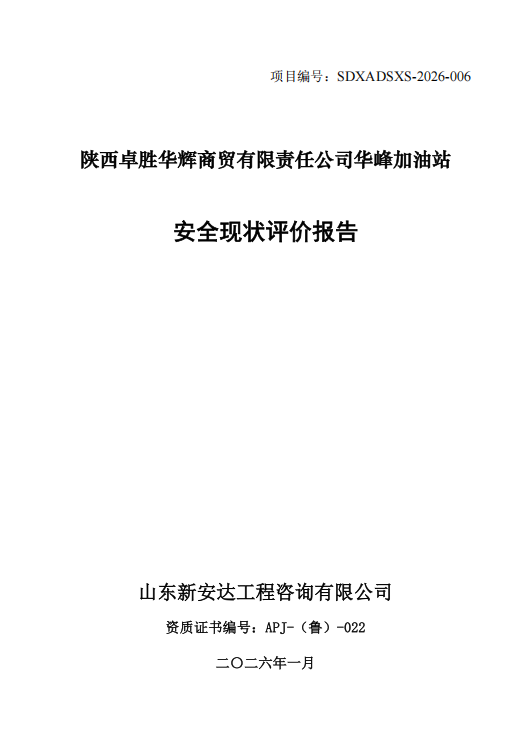 项目编号：SDXADSXS-2026-006
陕西卓胜华辉商贸有限责任公司华峰加油站
安全现状评价报告
山东新安达工程咨询有限公司
资质证书编号：APJ-（鲁）-022
二〇二六年一月